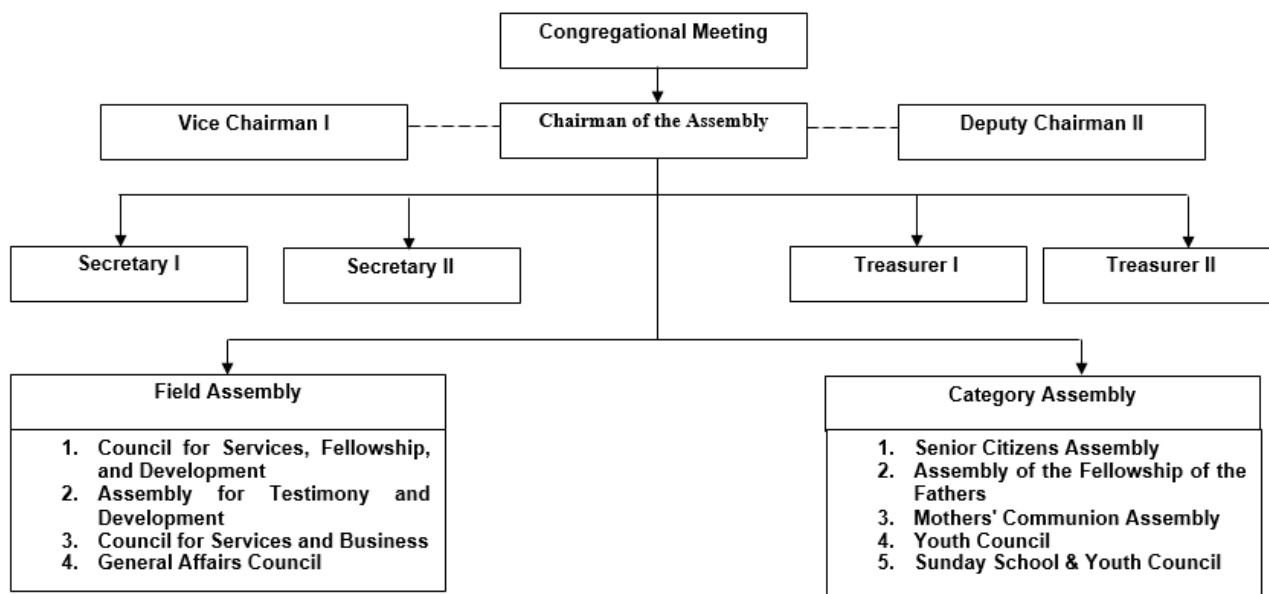 Congregational Meeting
Vice Chairman I
Chairman of the Assembly
Deputy Chairman II
Secretary I
Secretary II
Treasurer I
Treasurer II
Field Assembly
1. Council for Services, Fellowship,
and Development
2. Assembly for Testimony and
Development
3. Council for Services and Business
4. General Affairs Council
Category Assembly
1. Senior Citizens Assembly
2. Assembly of the Fellowship of the
Fathers
3. Mothers' Communion Assembly
4. Youth Council
5. Sunday School & Youth Council